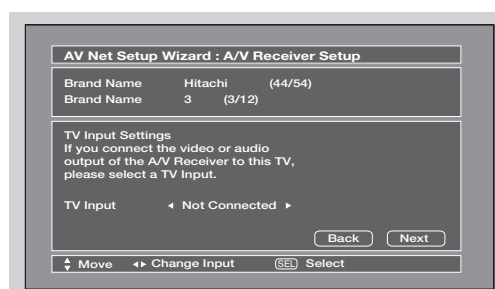 AV Net Setup Wizard : A/V Receiver Setup
Brand Name Hitachi (44/54)
Brand Name 3 (3/12)
TV Input Settings
If you connect the video or audio
output of the A/V Receiver to this TV,
please select a TV Input.
TV Input ◄ Not Connected ►
Back Next
Move Change Input SEL Select